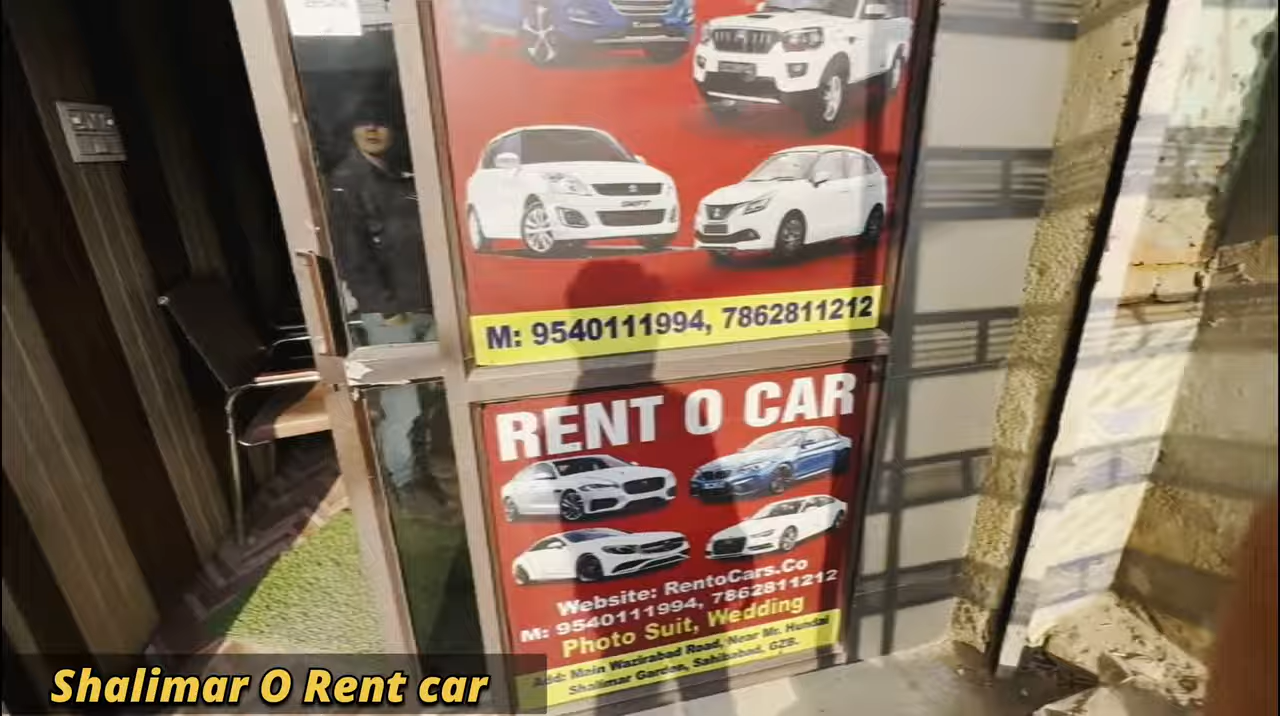 SWIFT
M: 9540111994, 7862811212
RENT O CAR
Website: RentoCars.Co
M: 9540111994, 7862811212
Photo Suit, Wedding
Add: Main Wazirabad Road, Near Mr. Hundai
Shalimar Garden, Sahibabad, GZB.
Shalimar O Rent car